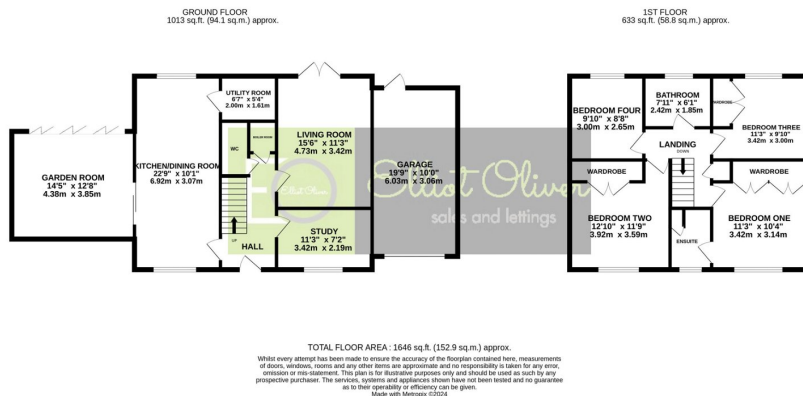 GROUND FLOOR
1013 sq.ft. (94.1 sq.m.) approx.
1ST FLOOR
633 sq.ft. (58.8 sq.m.) approx.
UTILITY ROOM
6'7" x 5'4"
2.00m x 1.61m
WC
BOILER ROOM
LIVING ROOM
15'6" x 11'3"
4.73m x 3.42m
KITCHEN/DINING ROOM
22'9" x 10'1"
6.92m x 3.07m
GARDEN ROOM
14'5" x 12'8"
4.38m x 3.85m
GARAGE
19'9" x 10'0"
6.03m x 3.06m
STUDY
11'3" x 7'2"
3.42m x 2.19m
UP
HALL
Elliot Oliver
Elliot Oliver
sales and lettings
BEDROOM FOUR
9'10" x 8'8"
3.00m x 2.65m
BATHROOM
7'11" x 6'1"
2.42m x 1.85m
WARDROBE
BEDROOM THREE
11'3" x 9'10"
3.42m x 3.00m
LANDING
DOWN
WARDROBE
WARDROBE
BEDROOM TWO
12'10" x 11'9"
3.92m x 3.59m
ENSUITE
BEDROOM ONE
11'3" x 10'4"
3.42m x 3.14m
TOTAL FLOOR AREA : 1646 sq.ft. (152.9 sq.m.) approx.
Whilst every attempt has been made to ensure the accuracy of the floorplan contained here, measurements
of doors, windows, rooms and any other items are approximate and no responsibility is taken for any error,
omission or mis-statement. This plan is for illustrative purposes only and should be used as such by any
prospective purchaser. The services, systems and appliances shown have not been tested and no guarantee
as to their operability or efficiency can be given.
Made with Metropix ©2024